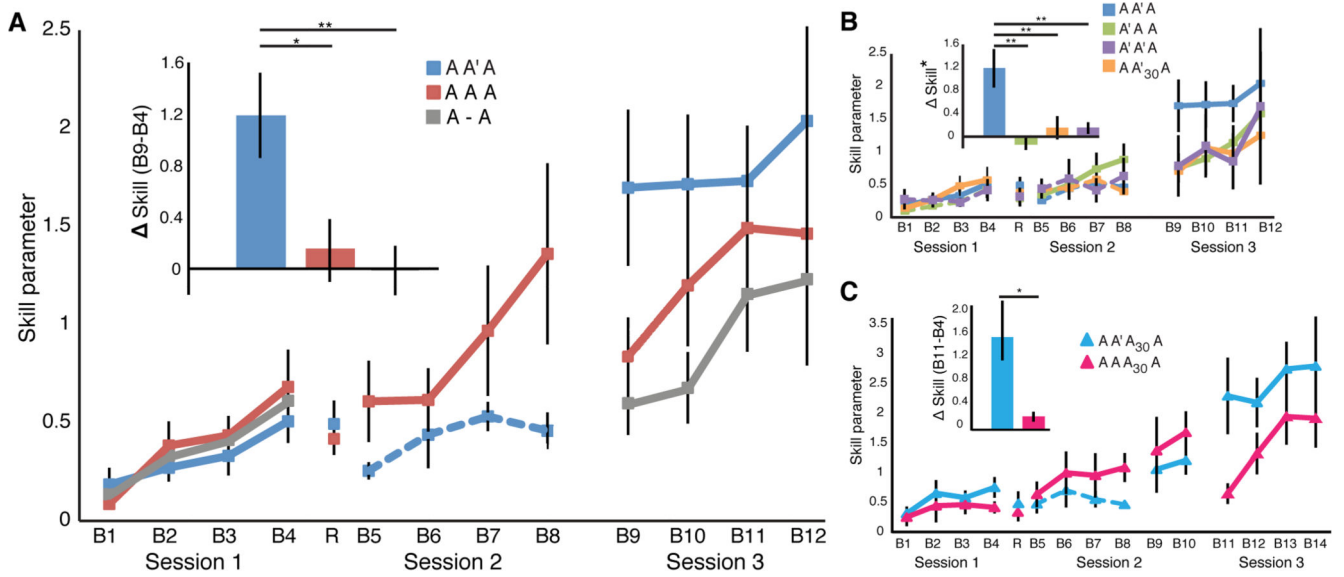 A
Skill parameter
2.5
2
1.5
1
0.5
0
Δ Skill (B9-B4)
1.6
1.2
0.8
0.4
0
**
*
A A' A
A A A
A - A
B1 B2 B3 B4 R B5 B6 B7 B8 B9 B10 B11 B12
Session 1 Session 2 Session 3
B
Skill parameter
2.5
2
1.5
1
0.5
0
Δ Skill*
1.6
1.2
0.8
0.4
0
**
**
**
A A' A
A' A A
A' A' A
A A'30 A
B1 B2 B3 B4 R B5 B6 B7 B8 B9 B10 B11 B12
Session 1 Session 2 Session 3
C
Skill parameter
3.5
3
2.5
2
1.5
1
0.5
0
Δ Skill (B11-B4)
2.0
1.6
1.2
0.8
0.4
0
*
A A' A30 A
A A A30 A
B1 B2 B3 B4 R B5 B6 B7 B8 B9 B10 B11 B12 B13 B14
Session 1 Session 2 Session 3